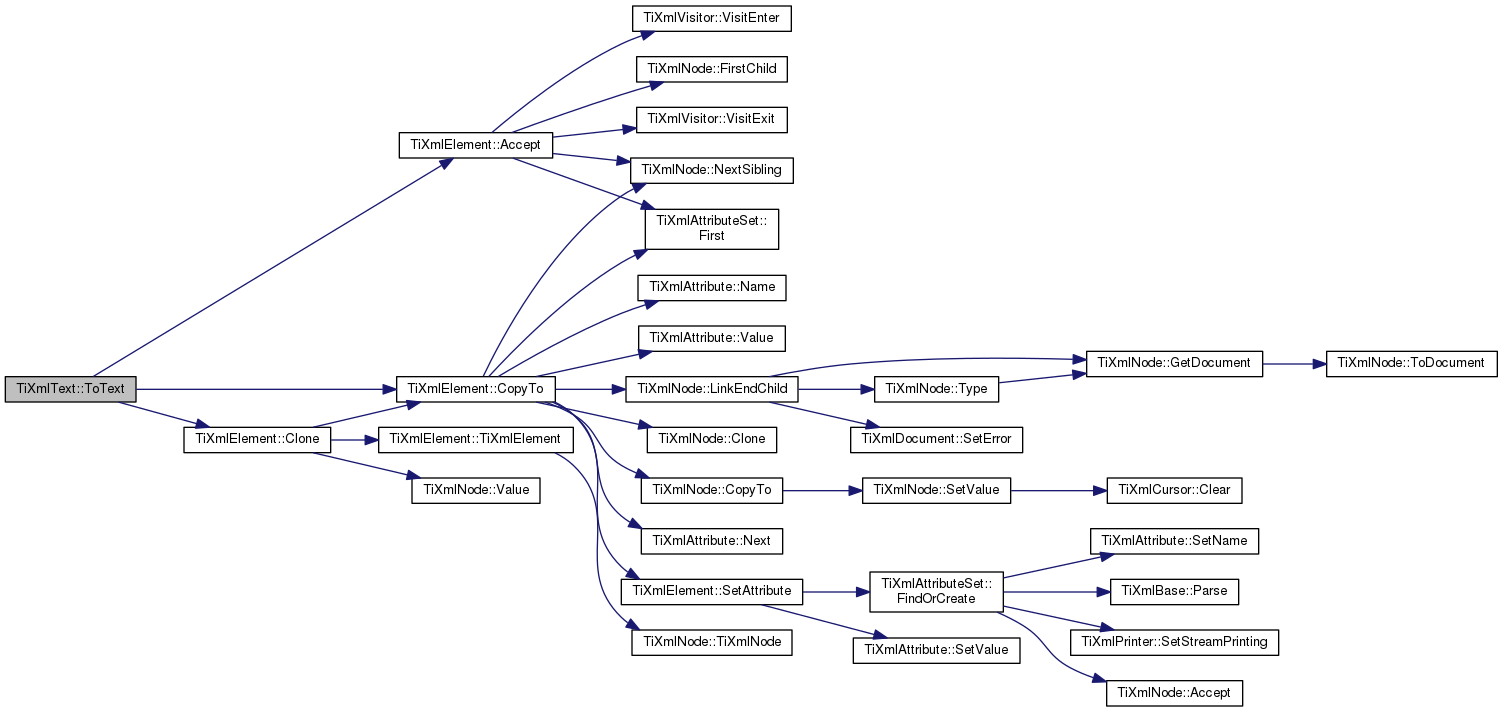 TiXmlVisitor::VisitEnter
TiXmlNode::FirstChild
TiXmlVisitor::VisitExit
TiXmlElement::Accept
TiXmlNode::NextSibling
TiXmlAttributeSet::
First
TiXmlAttribute::Name
TiXmlAttribute::Value
TiXmlNode::GetDocument
TiXmlNode::ToDocument
TiXmlText::ToText
TiXmlElement::CopyTo
TiXmlNode::LinkEndChild
TiXmlNode::Type
TiXmlElement::Clone
TiXmlElement::TiXmlElement
TiXmlNode::Clone
TiXmlDocument::SetError
TiXmlNode::Value
TiXmlNode::CopyTo
TiXmlNode::SetValue
TiXmlCursor::Clear
TiXmlAttribute::Next
TiXmlAttribute::SetName
TiXmlElement::SetAttribute
TiXmlAttributeSet::
FindOrCreate
TiXmlBase::Parse
TiXmlNode::TiXmlNode
TiXmlAttribute::SetValue
TiXmlPrinter::SetStreamPrinting
TiXmlNode::Accept